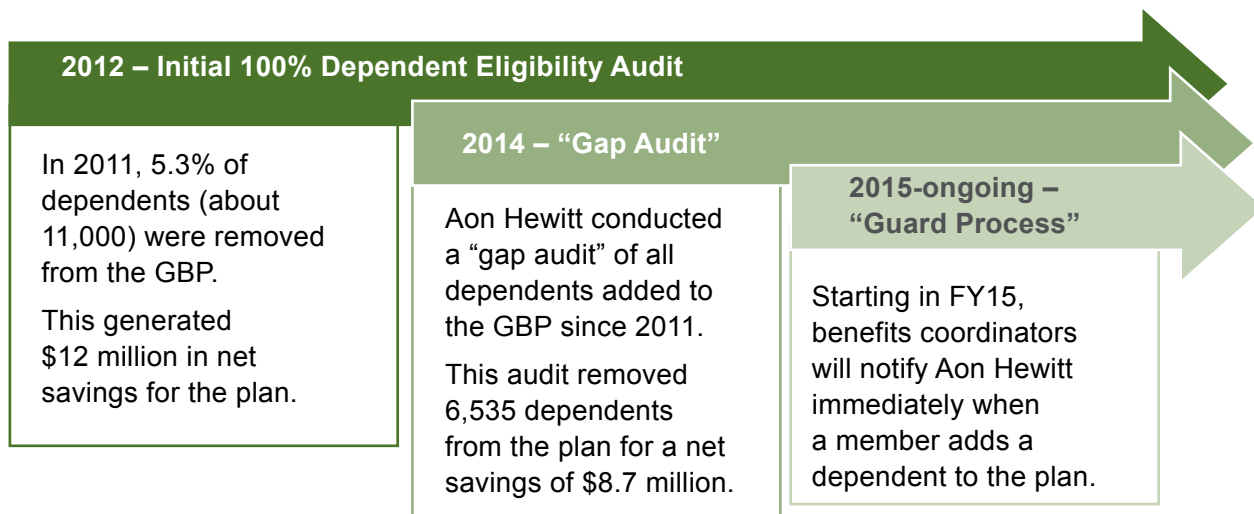 2012 – Initial 100% Dependent Eligibility Audit
In 2011, 5.3% of
dependents (about
11,000) were removed
from the GBP.
This generated
$12 million in net
savings for the plan.
2014 – “Gap Audit”
Aon Hewitt conducted
a “gap audit” of all
dependents added to
the GBP since 2011.
This audit removed
6,535 dependents
from the plan for a net
savings of $8.7 million.
2015-ongoing –
“Guard Process”
Starting in FY15,
benefits coordinators
will notify Aon Hewitt
immediately when
a member adds a
dependent to the plan.